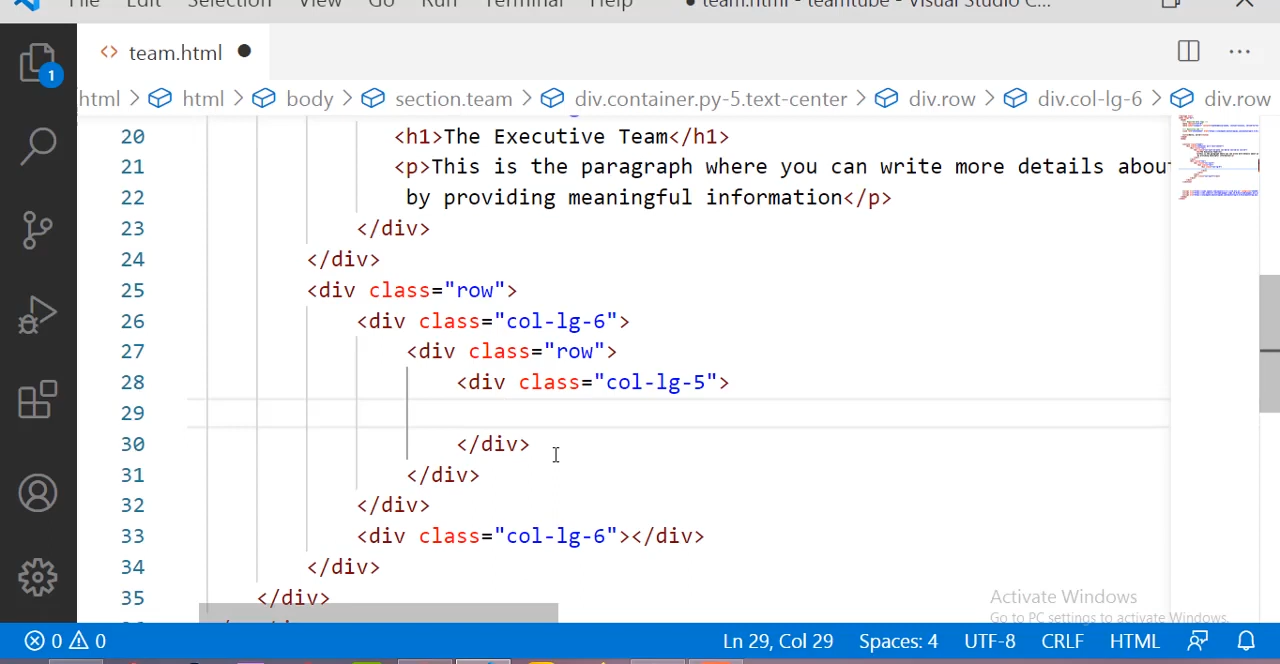 File Edit Selection View Go Run Terminal Help ● team.html - teamtube - Visual Studio C...
1
<> team.html ●
html > html > body > section.team > div.container.py-5.text-center > div.row > div.col-lg-6 > div.row
20 <h1>The Executive Team</h1>
21 <p>This is the paragraph where you can write more details abou
22 by providing meaningful information</p>
23 </div>
24 </div>
25 <div class="row">
26 <div class="col-lg-6">
27 <div class="row">
28 <div class="col-lg-5">
29
30 </div>
31 </div>
32 </div>
33 <div class="col-lg-6"></div>
34 </div>
35 </div>
Activate Windows
Go to PC settings to activate Windows.
0 0 Ln 29, Col 29 Spaces: 4 UTF-8 CRLF HTML